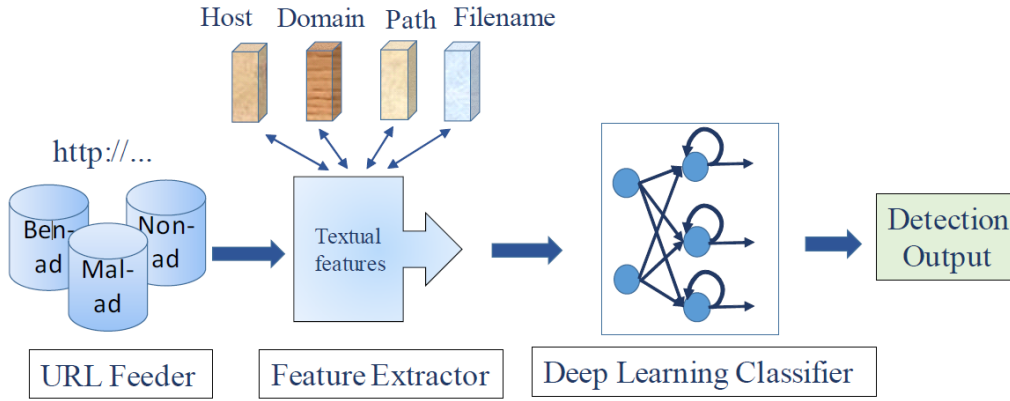 Host Domain Path Filename
http://...
Ben-
ad
Non-
ad
Mal-
ad
Textual
features
Detection
Output
URL Feeder
Feature Extractor
Deep Learning Classifier